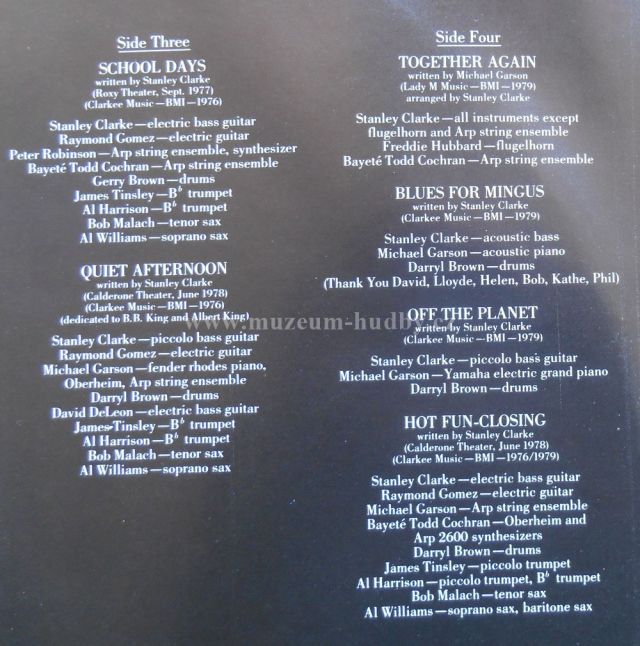 Side Three
SCHOOL DAYS
written by Stanley Clarke
(Roxy Theater, Sept. 1977)
(Clarkee Music—BMI—1976)
Stanley Clarke—electric bass guitar
Raymond Gomez—electric guitar
Peter Robinson—Arp string ensemble, synthesizer
Bayeté Todd Cochran—Arp string ensemble
Gerry Brown—drums
James Tinsley—B♭ trumpet
Al Harrison—B♭ trumpet
Bob Malach—tenor sax
Al Williams—soprano sax
QUIET AFTERNOON
written by Stanley Clarke
(Calderone Theater, June 1978)
(Clarkee Music—BMI—1976)
(dedicated to B.B. King and Albert King)
Stanley Clarke—piccolo bass guitar
Raymond Gomez—electric guitar
Michael Garson—fender rhodes piano,
Oberheim, Arp string ensemble
Darryl Brown—drums
David DeLeon—electric bass guitar
James Tinsley—B♭ trumpet
Al Harrison—B♭ trumpet
Bob Malach—tenor sax
Al Williams—soprano sax
Side Four
TOGETHER AGAIN
written by Michael Garson
(Lady M Music—BMI—1979)
arranged by Stanley Clarke
Stanley Clarke—all instruments except
flugelhorn and Arp string ensemble
Freddie Hubbard—flugelhorn
Bayeté Todd Cochran—Arp string ensemble
BLUES FOR MINGUS
written by Stanley Clarke
(Clarkee Music—BMI—1979)
Stanley Clarke—acoustic bass
Michael Garson—acoustic piano
Darryl Brown—drums
(Thank You David, Lloyde, Helen, Bob, Kathe, Phil)
OFF THE PLANET
written by Stanley Clarke
(Clarkee Music—BMI—1979)
Stanley Clarke—piccolo bass guitar
Michael Garson—Yamaha electric grand piano
Darryl Brown—drums
HOT FUN-CLOSING
written by Stanley Clarke
(Calderone Theater, June 1978)
(Clarkee Music—BMI—1976/1979)
Stanley Clarke—electric bass guitar
Raymond Gomez—electric guitar
Michael Garson—Arp string ensemble
Bayeté Todd Cochran—Oberheim and
Arp 2600 synthesizers
Darryl Brown—drums
James Tinsley—piccolo trumpet
Al Harrison—piccolo trumpet, B♭ trumpet
Bob Malach—tenor sax
Al Williams—soprano sax, baritone sax